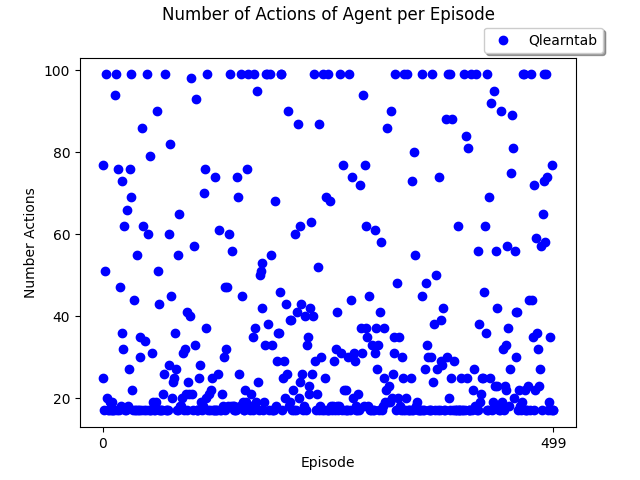 Number of Actions of Agent per Episode
Qlearntab
100
80
60
40
20
Number Actions
0
499
Episode